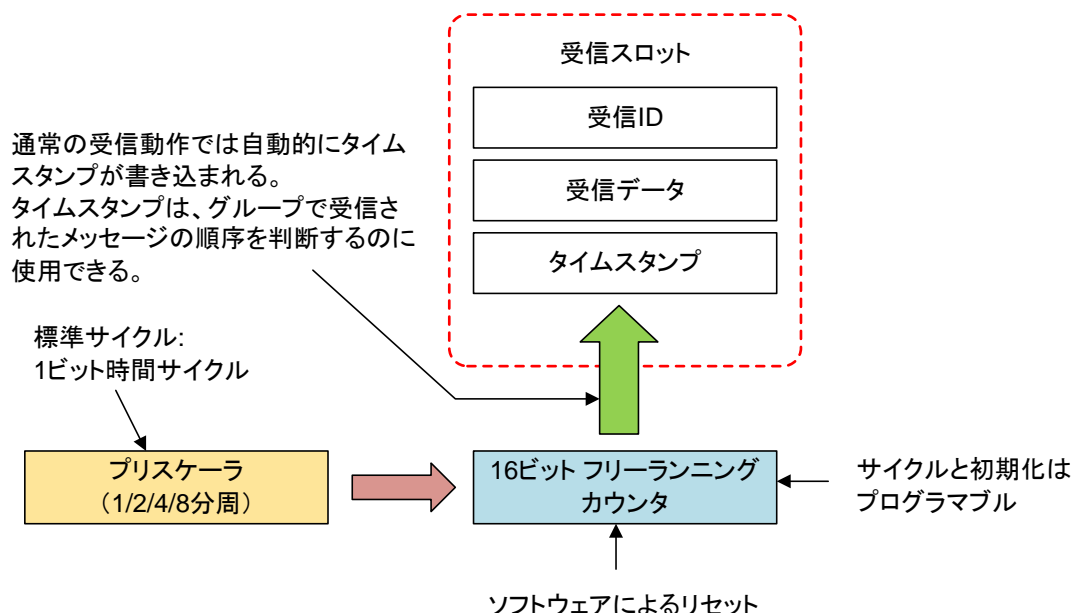 受信スロット
受信ID
受信データ
タイムスタンプ
通常の受信動作では自動的にタイム
スタンプが書き込まれる。
タイムスタンプは、グループで受信さ
れたメッセージの順序を判断するのに
使用できる。
標準サイクル:
1ビット時間サイクル
プリスケーラ
（1/2/4/8分周）
16ビット フリーランニング
カウンタ
サイクルと初期化は
プログラマブル
ソフトウェアによるリセット